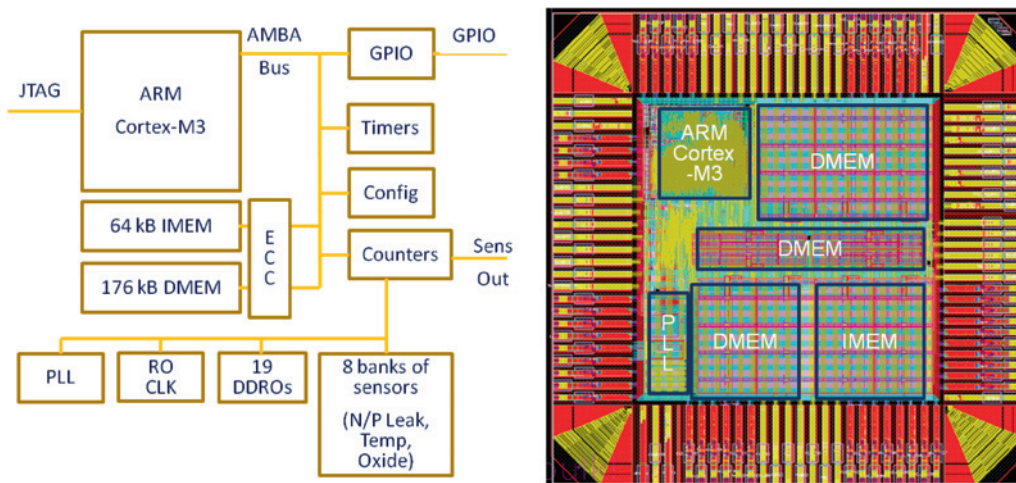 JTAG
ARM
Cortex-M3
AMBA
Bus
GPIO
GPIO
Timers
Config
64 kB IMEM
176 kB DMEM
E
C
C
Counters
Sens
Out
PLL
RO
CLK
19
DDROs
8 banks of
sensors
(N/P Leak,
Temp,
Oxide)
ARM
Cortex
-M3
DMEM
DMEM
P
L
L
DMEM
IMEM